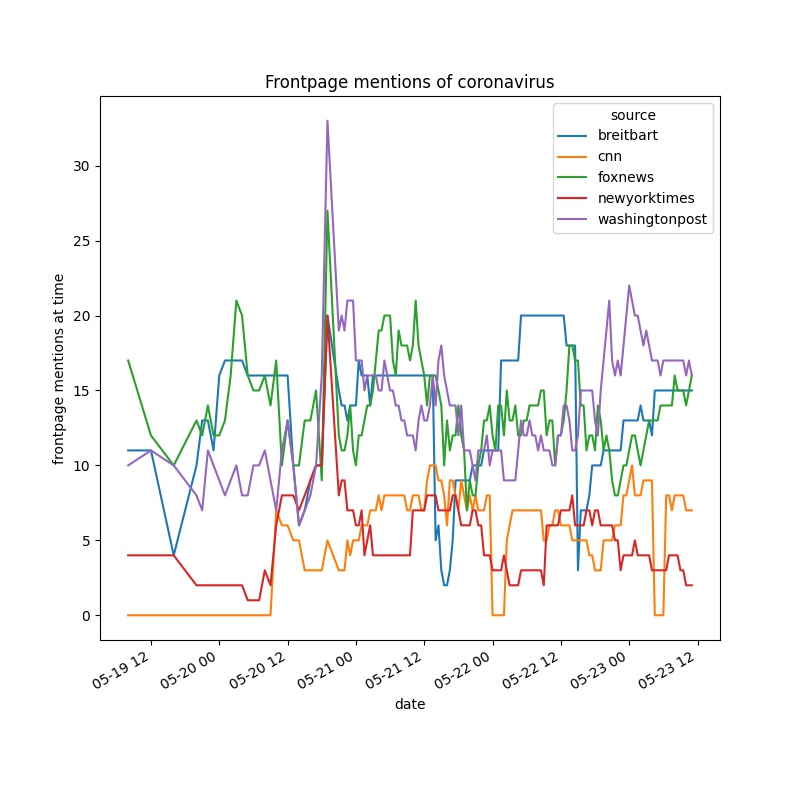 Frontpage mentions of coronavirus
source
breitbart
cnn
foxnews
newyorktimes
washingtonpost
frontpage mentions at time
30
25
20
15
10
5
0
05-19 12
05-20 00
05-20 12
05-21 00
05-21 12
05-22 00
05-22 12
05-23 00
05-23 12
date